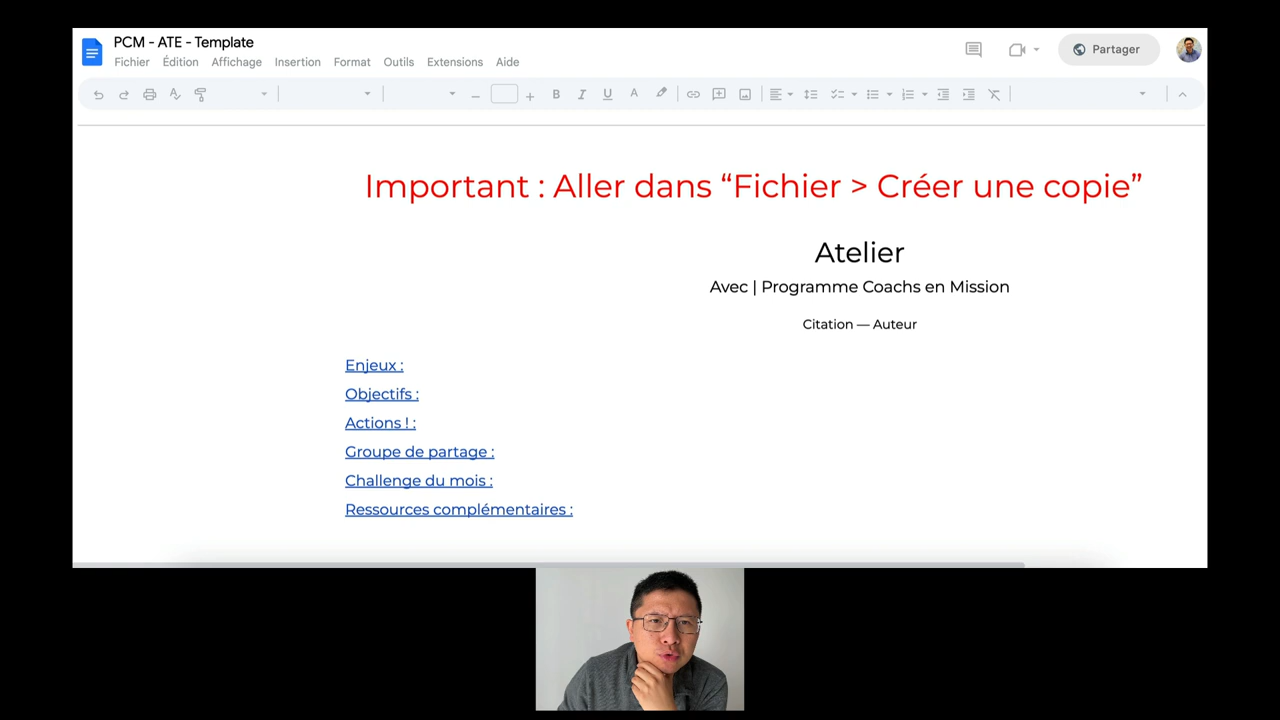 PCM - ATE - Template
Fichier Édition Affichage Insertion Format Outils Extensions Aide
Partager
B I U A
Important : Aller dans “Fichier > Créer une copie”
Atelier
Avec | Programme Coachs en Mission
Citation — Auteur
Enjeux :
Objectifs :
Actions ! :
Groupe de partage :
Challenge du mois :
Ressources complémentaires :